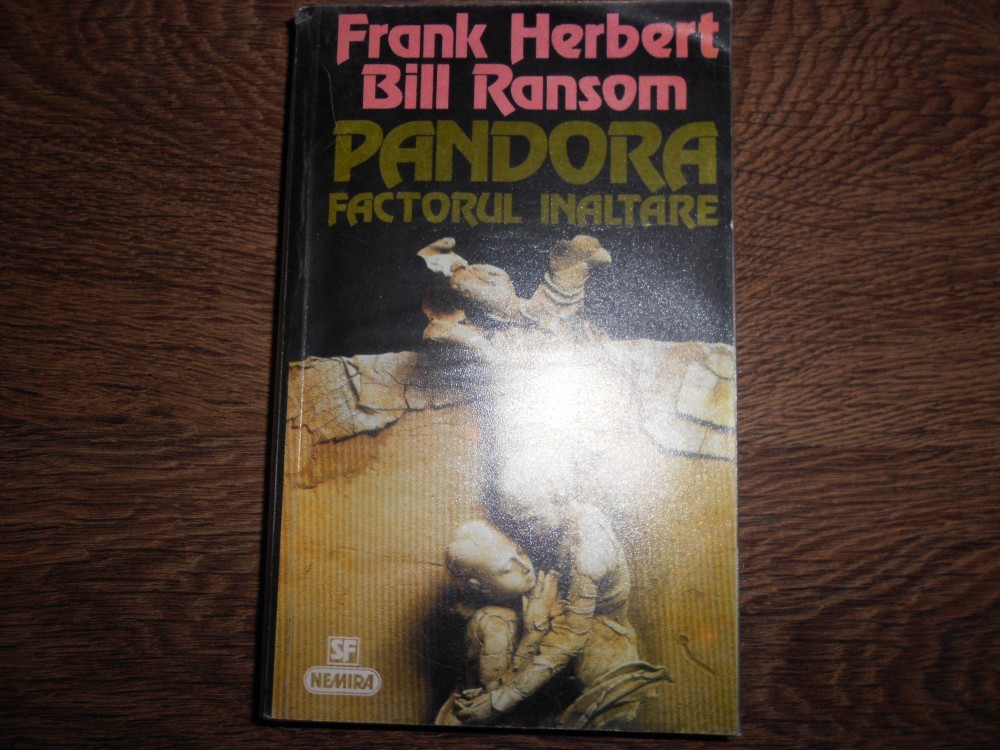 Frank Herbert
Bill Ransom
PANDORA
FACTORUL INALTARE
SF
NEMIRA